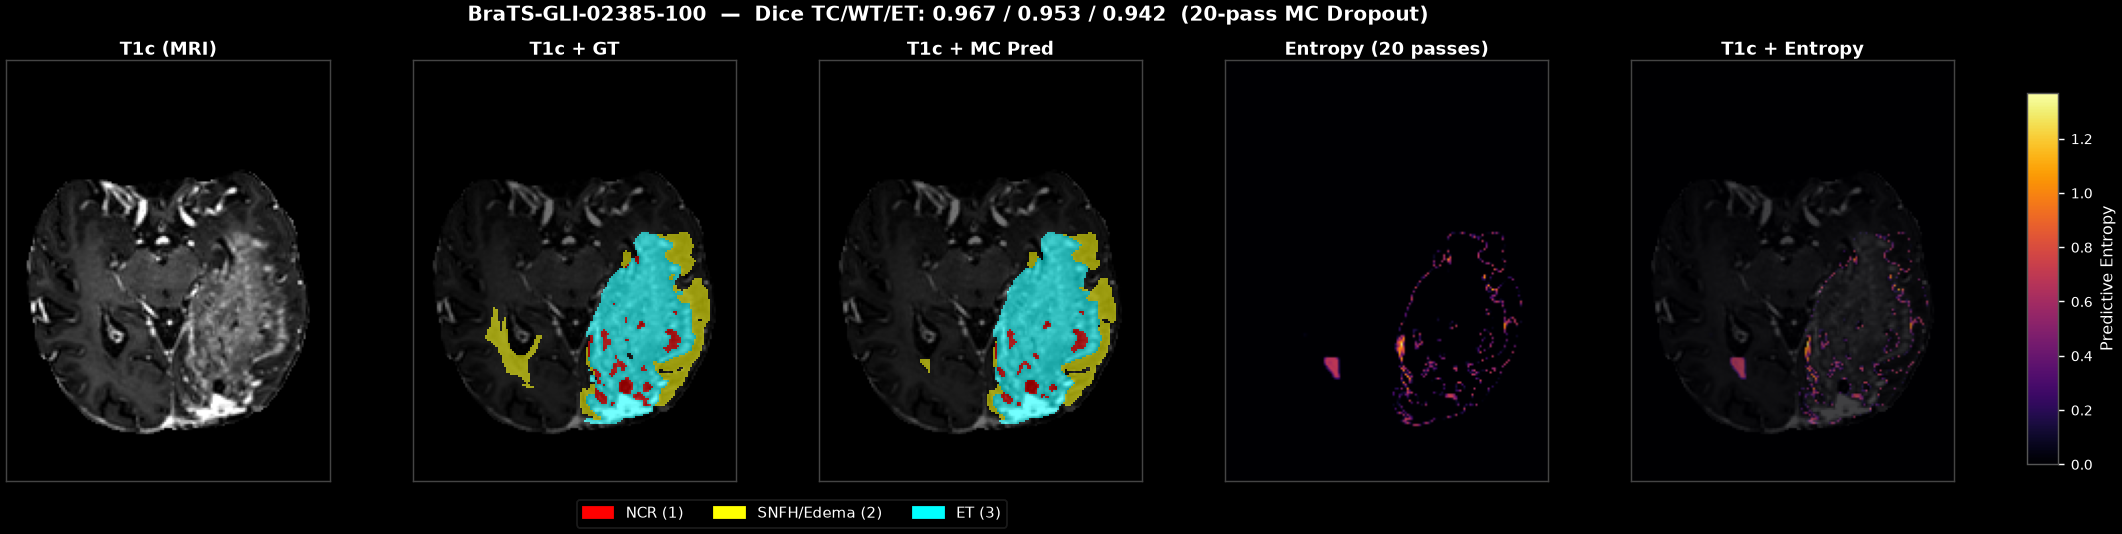 BraTS-GLI-02385-100 — Dice TC/WT/ET: 0.967 / 0.953 / 0.942 (20-pass MC Dropout)
T1c (MRI)
T1c + GT
T1c + MC Pred
Entropy (20 passes)
T1c + Entropy
1.2
1.0
0.8
0.6
0.4
0.2
0.0
Predictive Entropy
NCR (1)
SNFH/Edema (2)
ET (3)